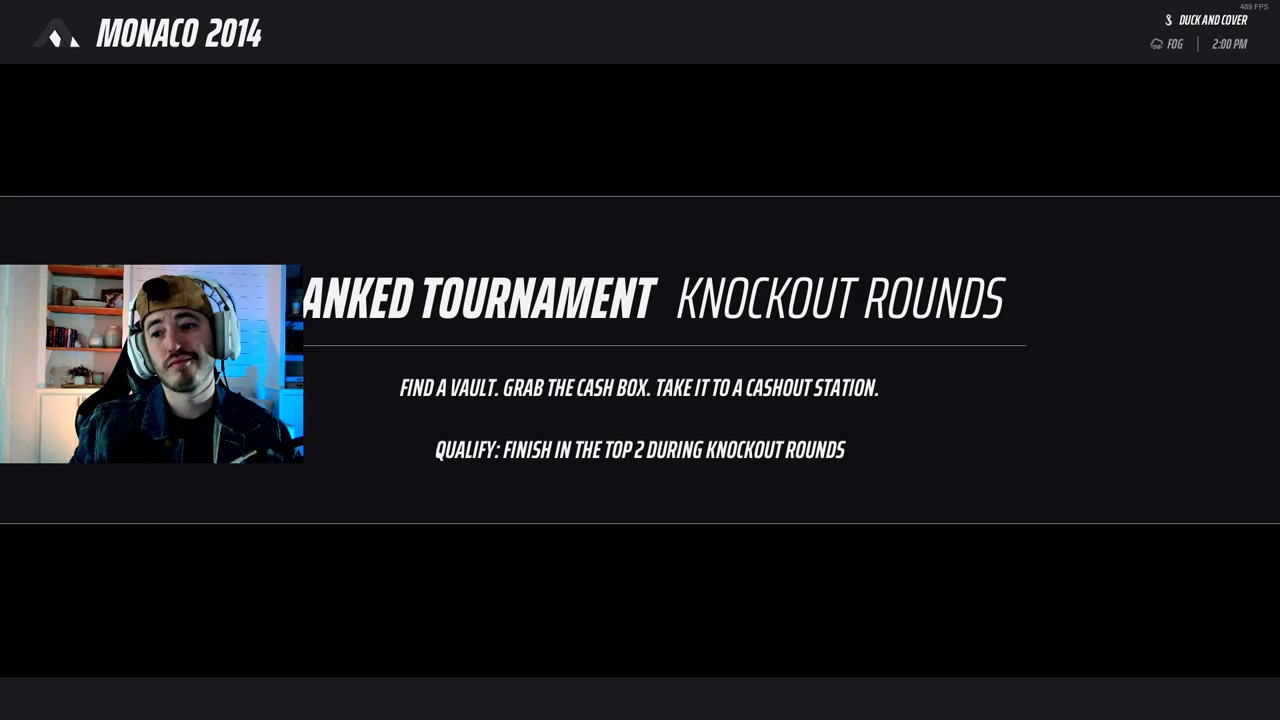 MONACO 2014
489 FPS
DUCK AND COVER
FOG
2:00 PM
ANKED TOURNAMENT KNOCKOUT ROUNDS
FIND A VAULT. GRAB THE CASH BOX. TAKE IT TO A CASHOUT STATION.
QUALIFY: FINISH IN THE TOP 2 DURING KNOCKOUT ROUNDS